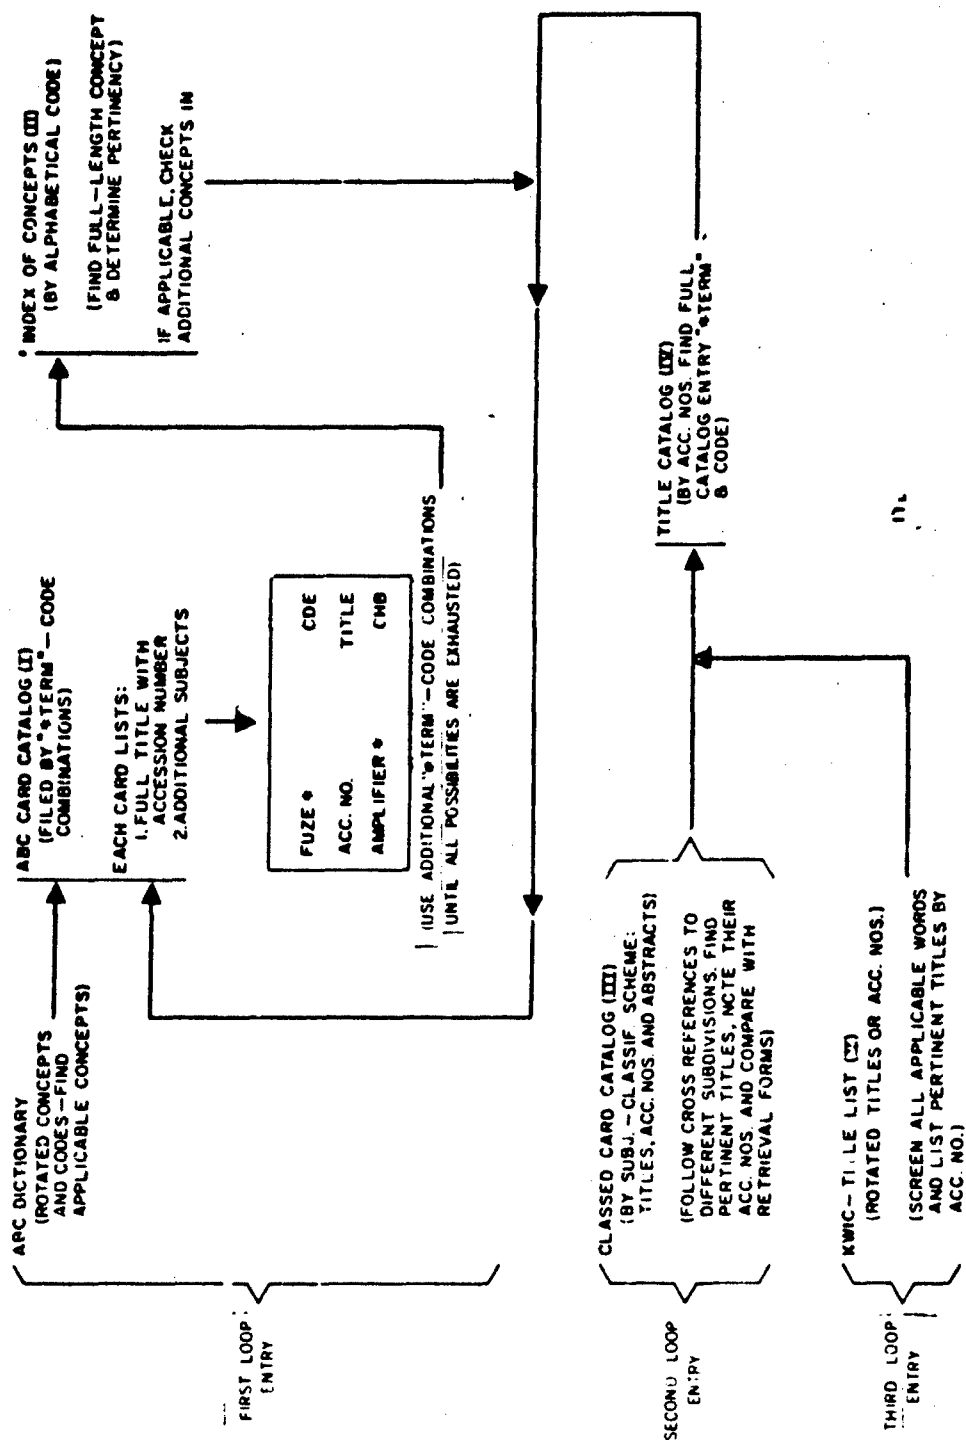 FIRST LOOP:
ENTRY
ABC DICTIONARY
(ROTATED CONCEPTS
AND CODES-FIND
APPLICABLE CONCEPTS)
ABC CARD CATALOG (I)
(FILED BY "*TERM"-CODE
COMBINATIONS)
EACH CARD LISTS:
1. FULL TITLE WITH
ACCESSION NUMBER
2. ADDITIONAL SUBJECTS
FUZE * CDE
ACC. NO. TITLE
AMPLIFIER * CHB
(USE ADDITIONAL "*TERM"-CODE COMBINATIONS
UNTIL ALL POSSIBILITIES ARE EXHAUSTED)
INDEX OF CONCEPTS (II)
(BY ALPHABETICAL CODE)
(FIND FULL-LENGTH CONCEPT
& DETERMINE PERTINENCY)
IF APPLICABLE, CHECK
ADDITIONAL CONCEPTS IN
SECOND LOOP
ENTRY
CLASSED CARD CATALOG (III)
(BY SUBJ.-CLASSIF. SCHEME:
TITLES, ACC. NOS. AND ABSTRACTS)
(FOLLOW CROSS REFERENCES TO
DIFFERENT SUBDIVISIONS. FIND
PERTINENT TITLES, NOTE THEIR
ACC. NOS. AND COMPARE WITH
RETRIEVAL FORMS)
TITLE CATALOG (IV)
(BY ACC. NOS. FIND FULL
CATALOG ENTRY "*TERM"
& CODE)
THIRD LOOP:
ENTRY
KWIC-TITLE LIST (V)
(ROTATED TITLES OR ACC. NOS.)
(SCREEN ALL APPLICABLE WORDS
AND LIST PERTINENT TITLES BY
ACC. NO.)